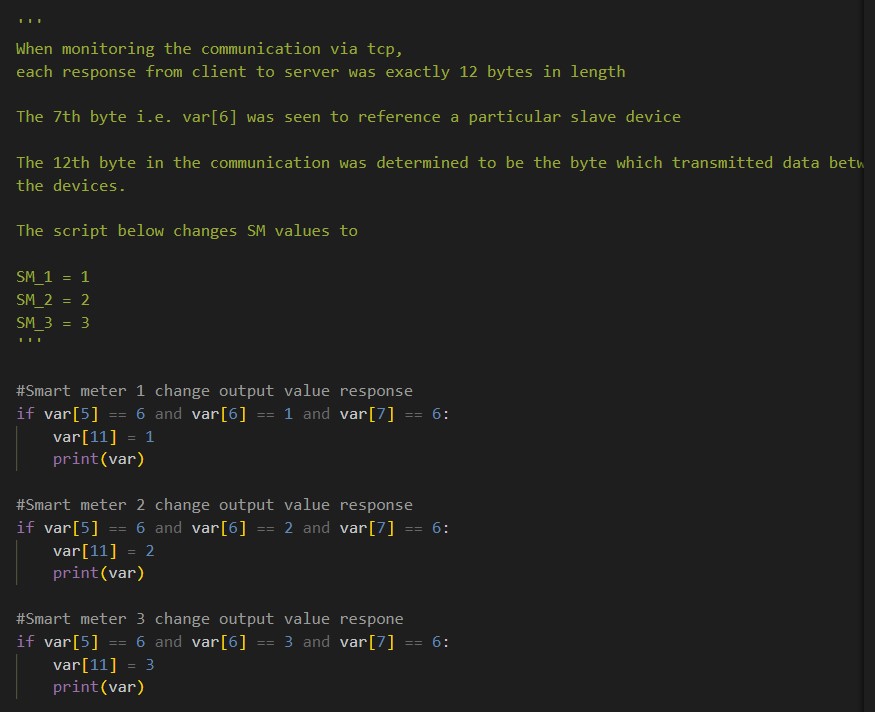 '''
When monitoring the communication via tcp,
each response from client to server was exactly 12 bytes in length
The 7th byte i.e. var[6] was seen to reference a particular slave device
The 12th byte in the communication was determined to be the byte which transmitted data
the devices.
The script below changes SM values to
SM_1 = 1
SM_2 = 2
SM_3 = 3
'''
#Smart meter 1 change output value response
if var[5] == 6 and var[6] == 1 and var[7] == 6:
var[11] = 1
print(var)
#Smart meter 2 change output value response
if var[5] == 6 and var[6] == 2 and var[7] == 6:
var[11] = 2
print(var)
#Smart meter 3 change output value respone
if var[5] == 6 and var[6] == 3 and var[7] == 6:
var[11] = 3
print(var)